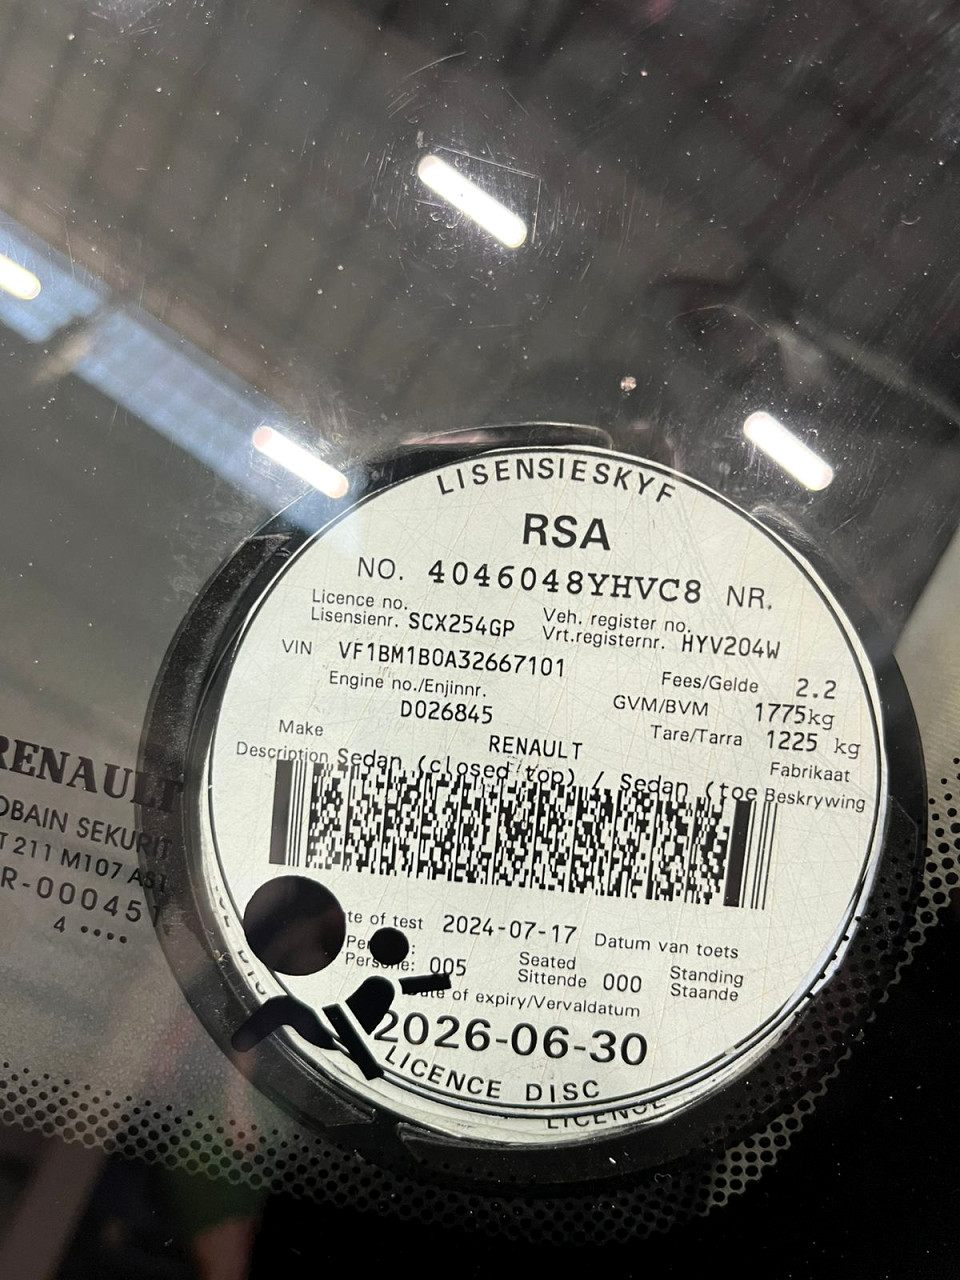 LISENSIESKYF
RSA
NO. 4046048YHVC8 NR.
Licence no.
Lisensienr. SCX254GP
Veh. register no.
Vrt.registernr. HYV204W
VIN VF1BM1B0A32667101
Fees/Gelde 2.2
Engine no./Enjinnr.
D026845
GVM/BVM 1775kg
Tare/Tarra 1225 kg
Make RENAULT Fabrikaat
Description Sedan (closed top) / Sedan (toe Beskrywing
of test 2024-07-17 Datum van toets
Persone: 005
Seated
Sittende 000
Standing
Staande
Date of expiry/Vervaldatum
2026-06-30
LICENCE DISC
LICENCE
RENAULT
OBAIN SEKURIT
T 211 M107 AS1
R-00045
4 ••••